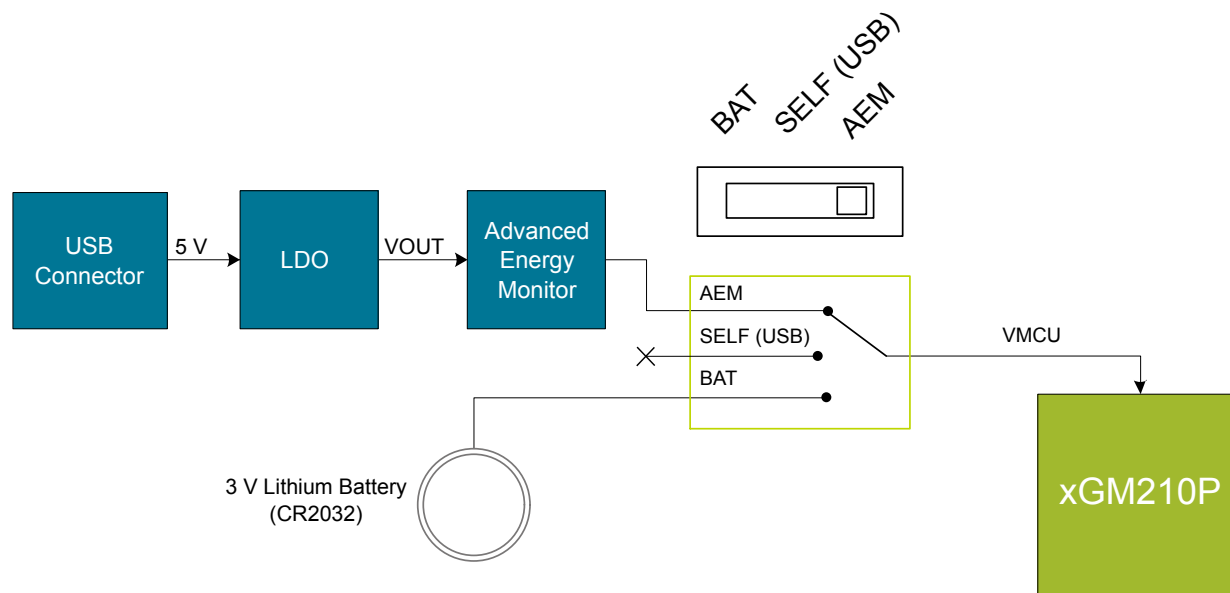 BAT
SELF (USB)
AEM
USB
Connector
5 V
LDO
VOUT
Advanced
Energy
Monitor
AEM
SELF (USB)
BAT
VMCU
3 V Lithium Battery
(CR2032)
xGM210P